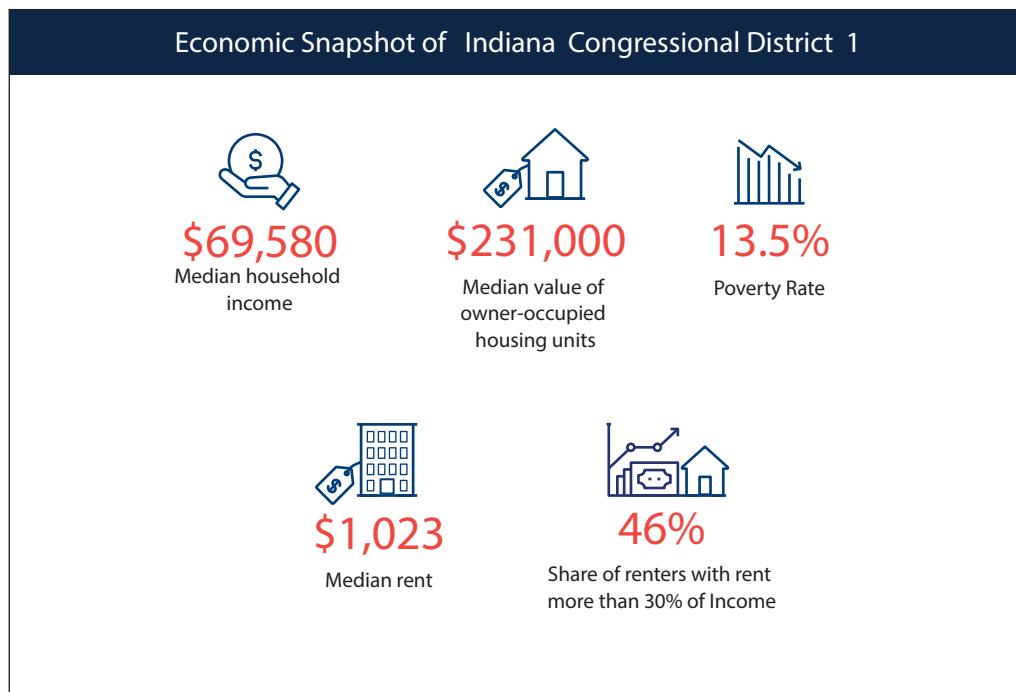 Economic Snapshot of Indiana Congressional District 1
$
$69,580
Median household
income
$
$231,000
Median value of
owner-occupied
housing units
13.5%
Poverty Rate
$
$1,023
Median rent
46%
Share of renters with rent
more than 30% of Income